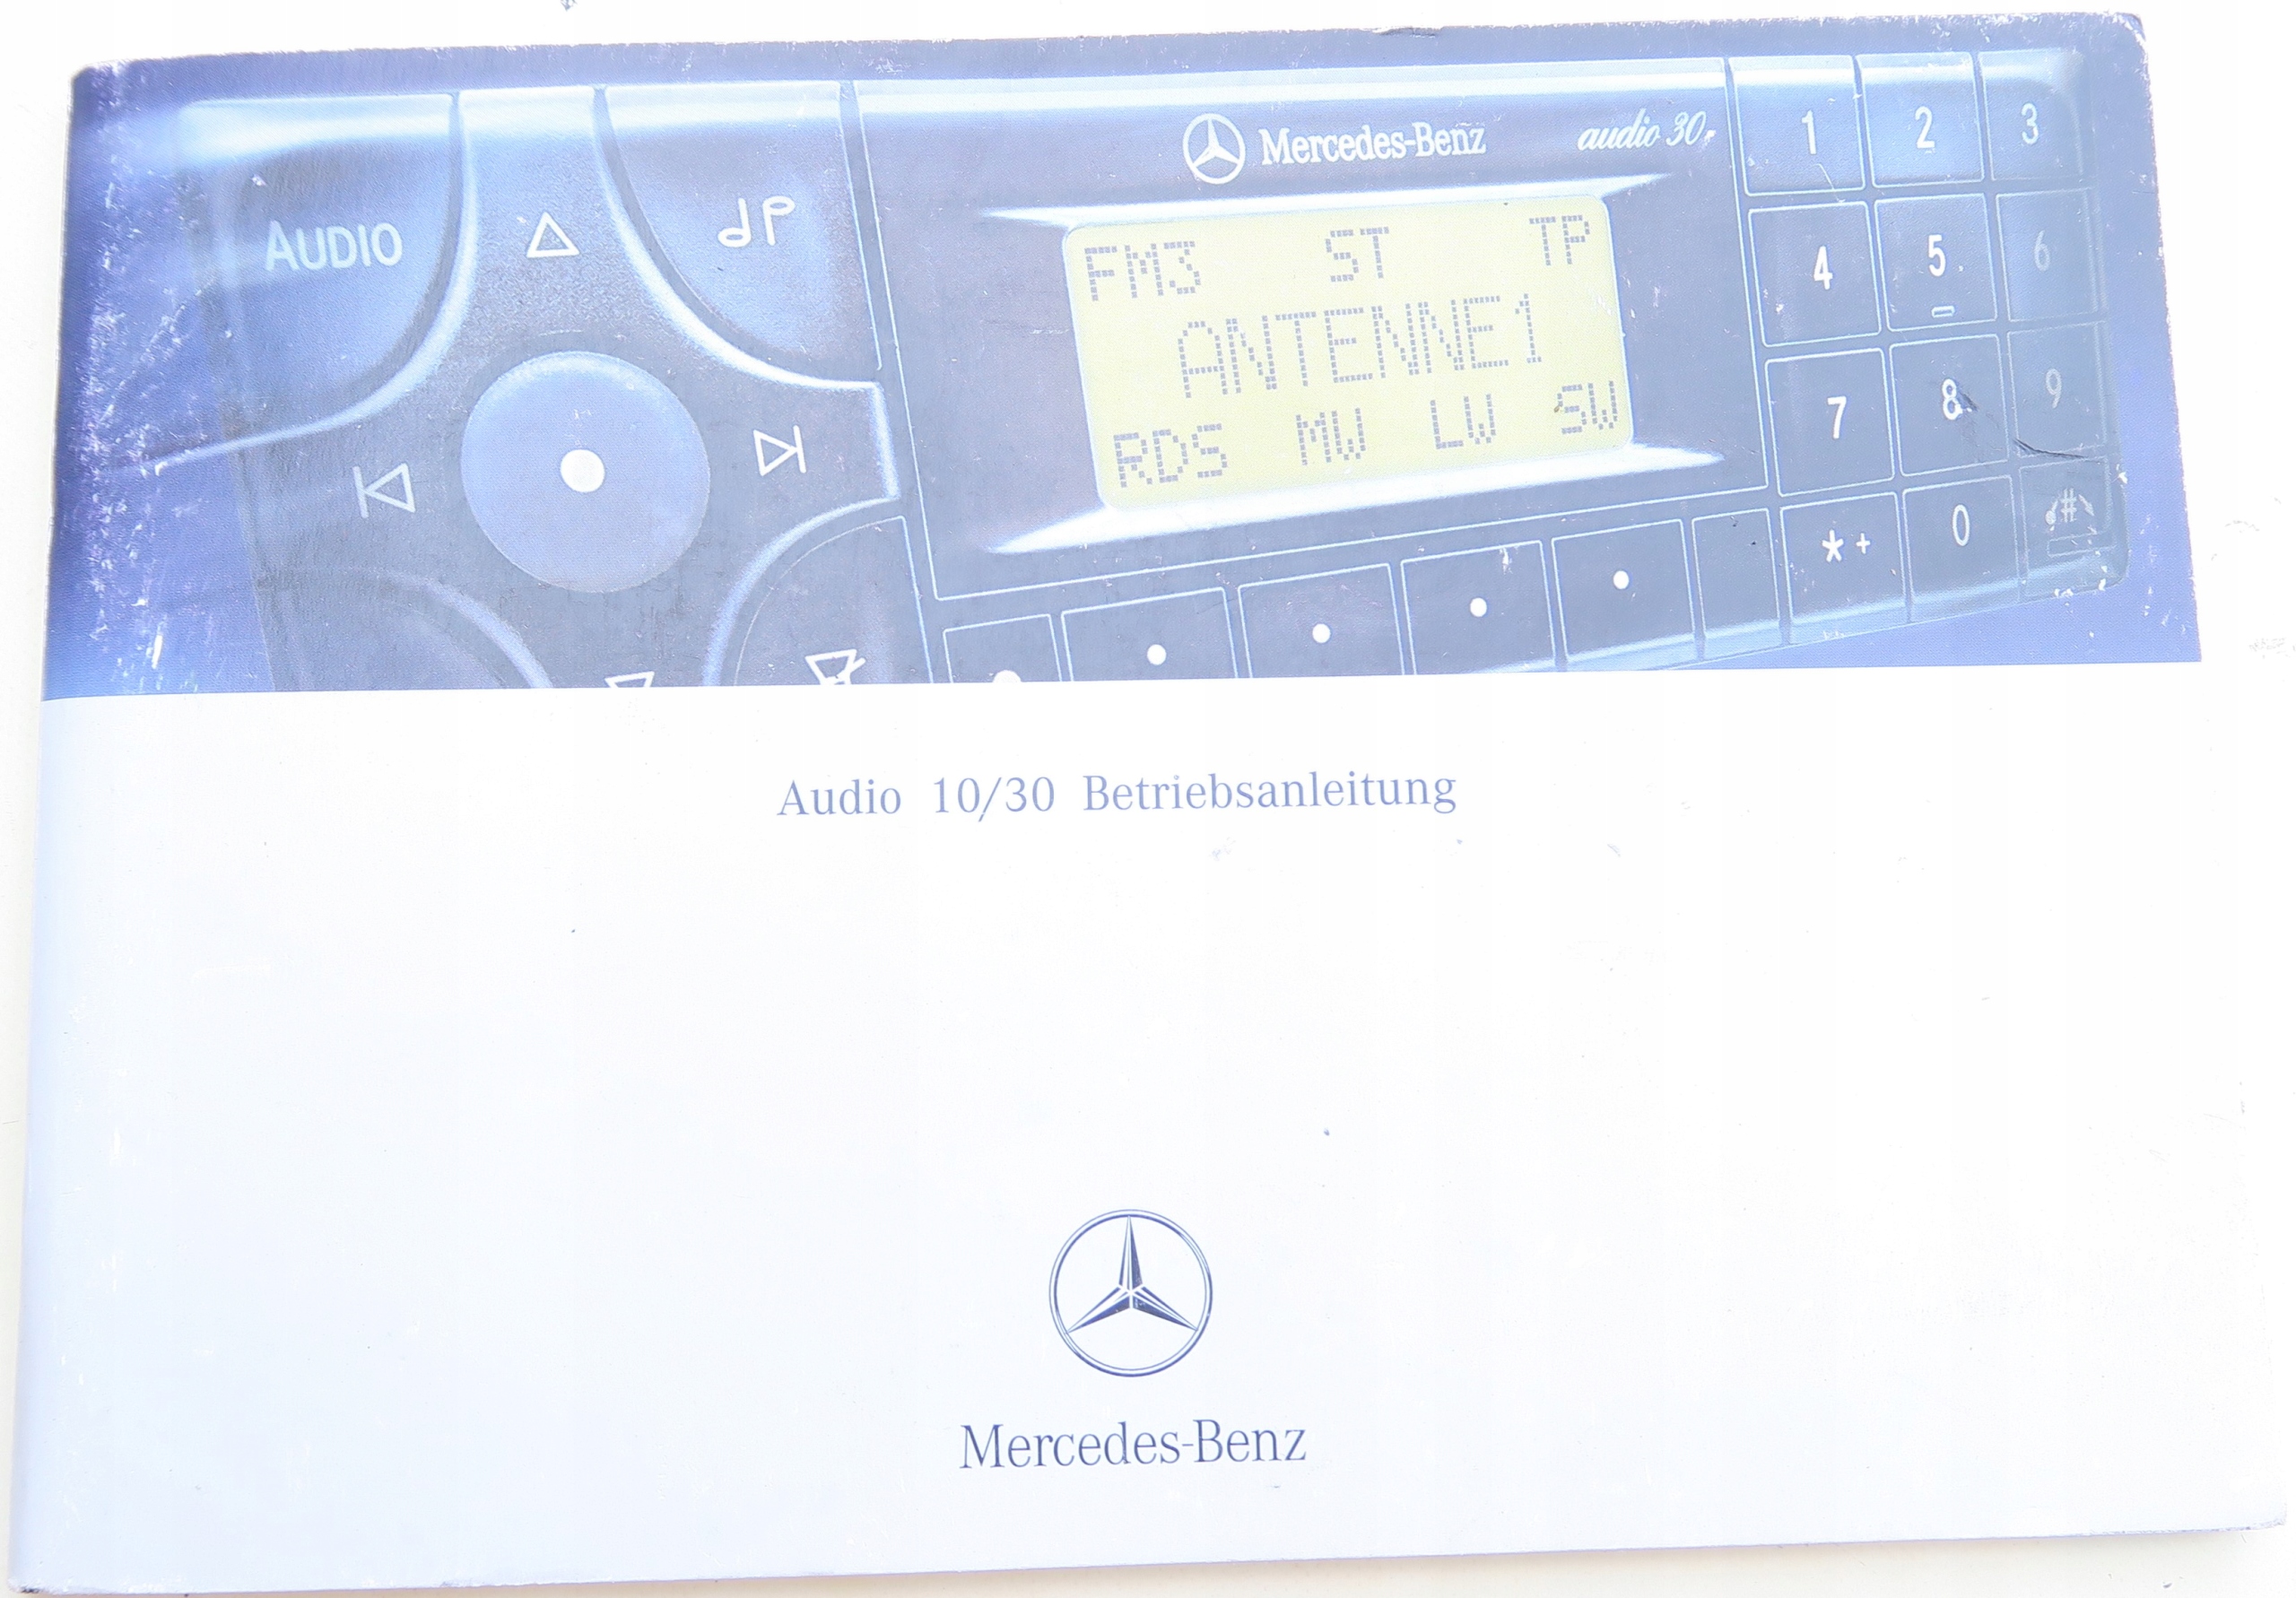 Mercedes-Benz audio 30
1 2 3
AUDIO
FM3 ST TP
4 5 6
ANTENNE1
RDS MW LW SW
7 8 9
* + 0 #
Audio 10/30 Betriebsanleitung
Mercedes-Benz